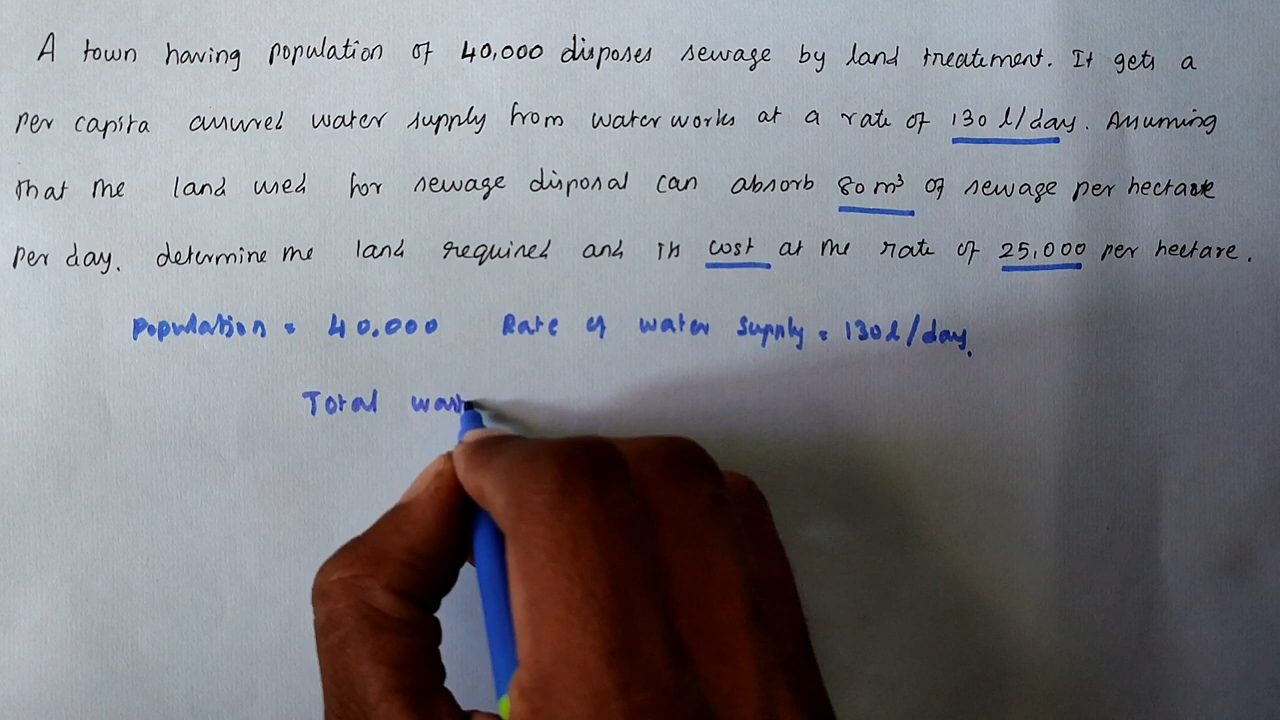 A town having population of 40,000 disposes sewage by land treatment. It gets a
per capita assured water supply from water works at a rate of 130 l/day. Assuming
that the land used for sewage disposal can absorb 80 m³ of sewage per hectare
per day. determine the land required and its cost at the rate of 25,000 per hectare.
Population = 40,000 Rate of water supply = 130 l/day.
Total wast